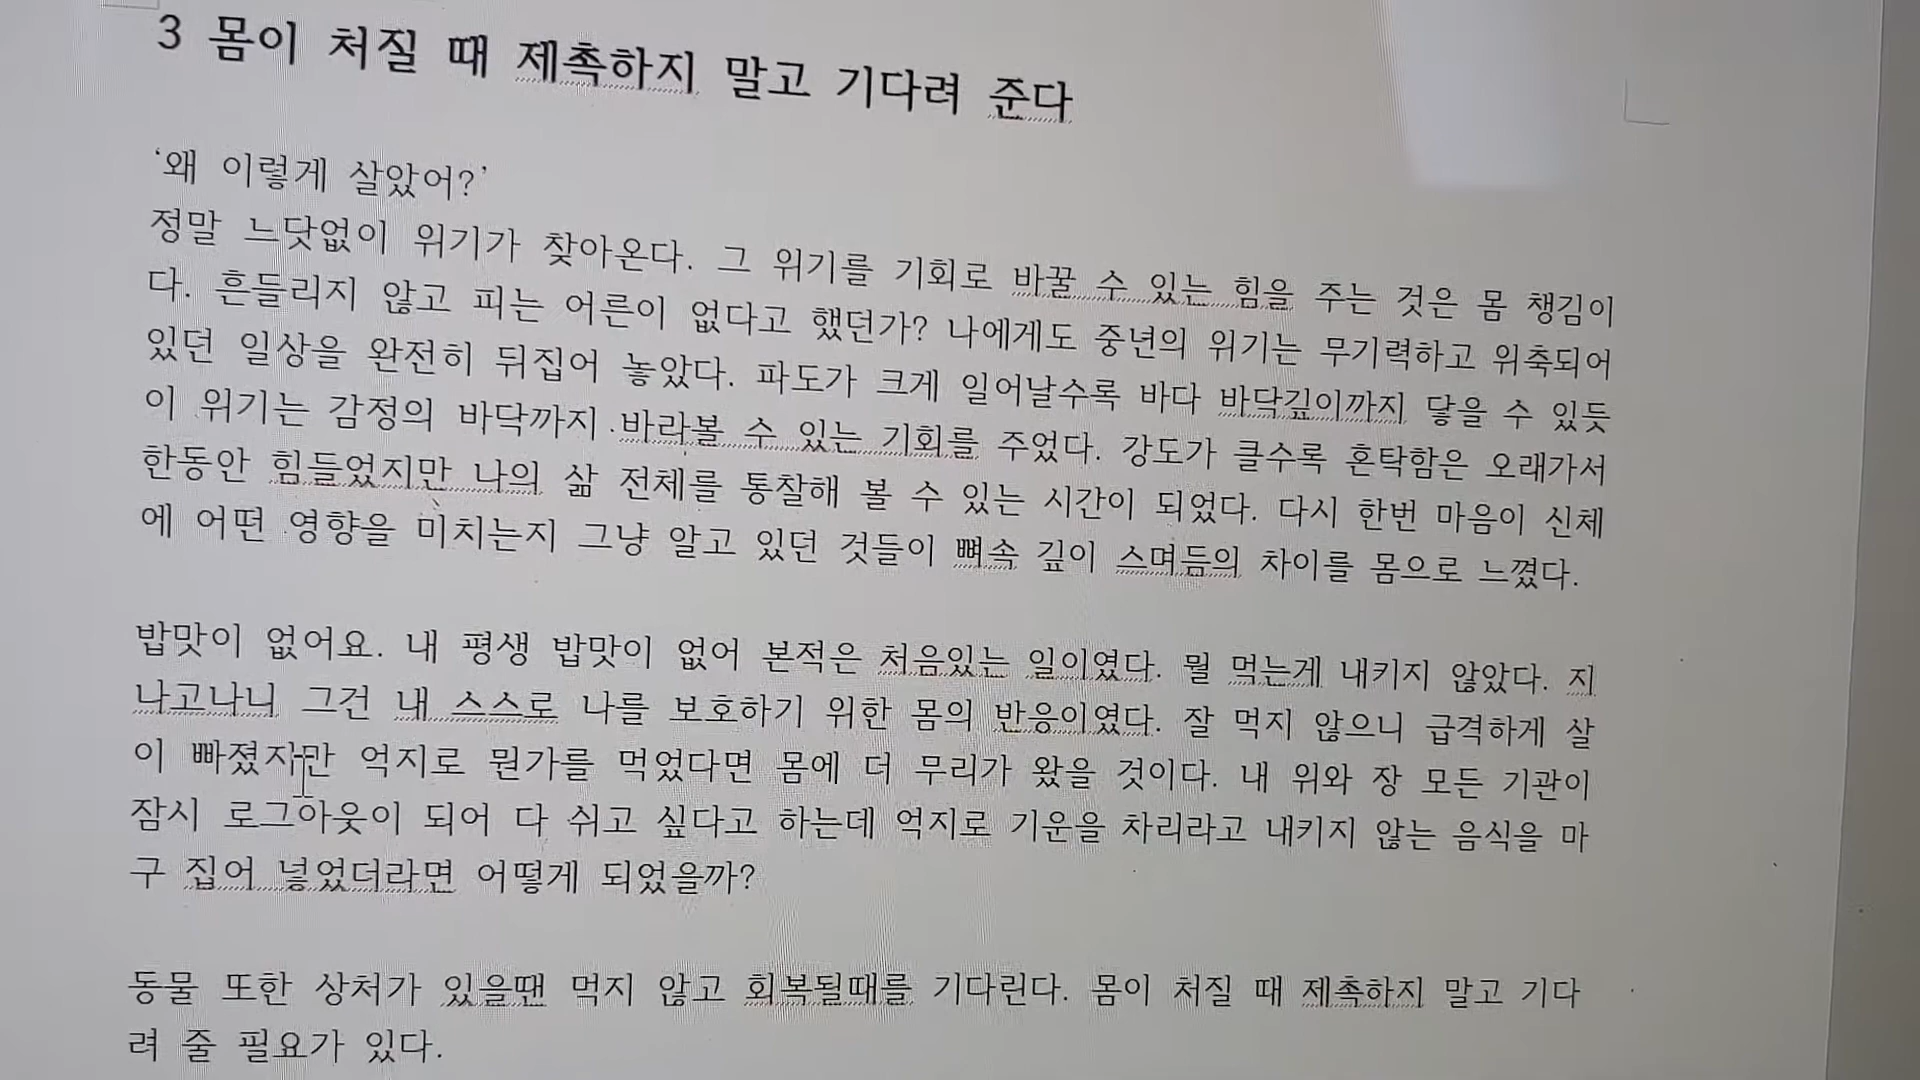 3 몸이 처질 때 제촉하지 말고 기다려 준다
‘왜 이렇게 살았어?’
정말 느닷없이 위기가 찾아온다. 그 위기를 기회로 바꿀 수 있는 힘을 주는 것은 몸 챙김이
다. 흔들리지 않고 피는 어른이 없다고 했던가? 나에게도 중년의 위기는 무기력하고 위축되어
있던 일상을 완전히 뒤집어 놓았다. 파도가 크게 일어날수록 바다 바닥깊이까지 닿을 수 있듯
이 위기는 감정의 바닥까지 바라볼 수 있는 기회를 주었다. 강도가 클수록 혼탁함은 오래가서
한동안 힘들었지만 나의 삶 전체를 통찰해 볼 수 있는 시간이 되었다. 다시 한번 마음이 신체
에 어떤 영향을 미치는지 그냥 알고 있던 것들이 뼈속 깊이 스며듬의 차이를 몸으로 느꼈다.
밥맛이 없어요. 내 평생 밥맛이 없어 본적은 처음있는 일이였다. 뭘 먹는게 내키지 않았다. 지
나고나니 그건 내 스스로 나를 보호하기 위한 몸의 반응이였다. 잘 먹지 않으니 급격하게 살
이 빠졌지만 억지로 뭔가를 먹었다면 몸에 더 무리가 왔을 것이다. 내 위와 장 모든 기관이
잠시 로그아웃이 되어 다 쉬고 싶다고 하는데 억지로 기운을 차리라고 내키지 않는 음식을 마
구 집어 넣었더라면 어떻게 되었을까?
동물 또한 상처가 있을땐 먹지 않고 회복될때를 기다린다. 몸이 처질 때 제촉하지 말고 기다
려 줄 필요가 있다.